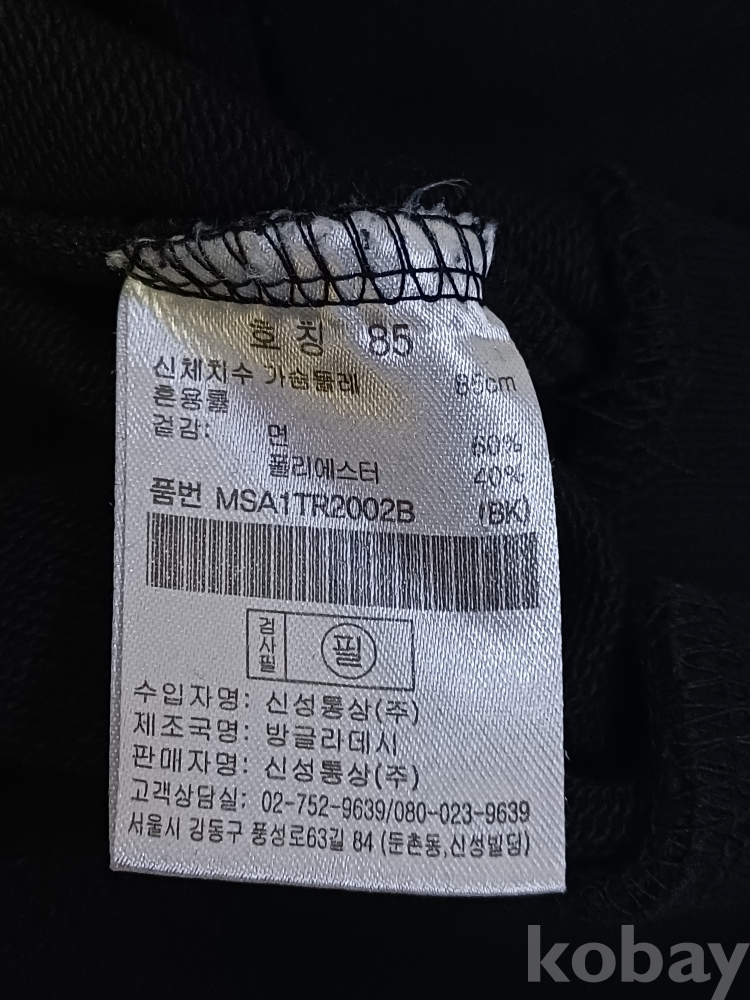 호칭 85
신체치수 가슴둘레 85cm
혼용률
겉감: 면 60%
폴리에스터 40%
품번 MSA1TR2002B (BK)
검사필 필
수입자명: 신성통상(주)
제조국명: 방글라데시
판매자명: 신성통상(주)
고객상담실: 02-752-9639/080-023-9639
서울시 강동구 풍성로63길 84 (둔촌동,신성빌딩)
kobay